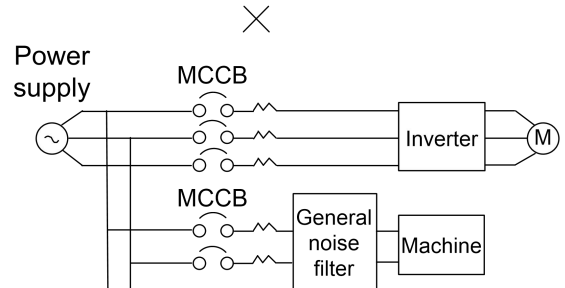 Power
supply
MCCB
Inverter
M
MCCB
General
noise
filter
Machine